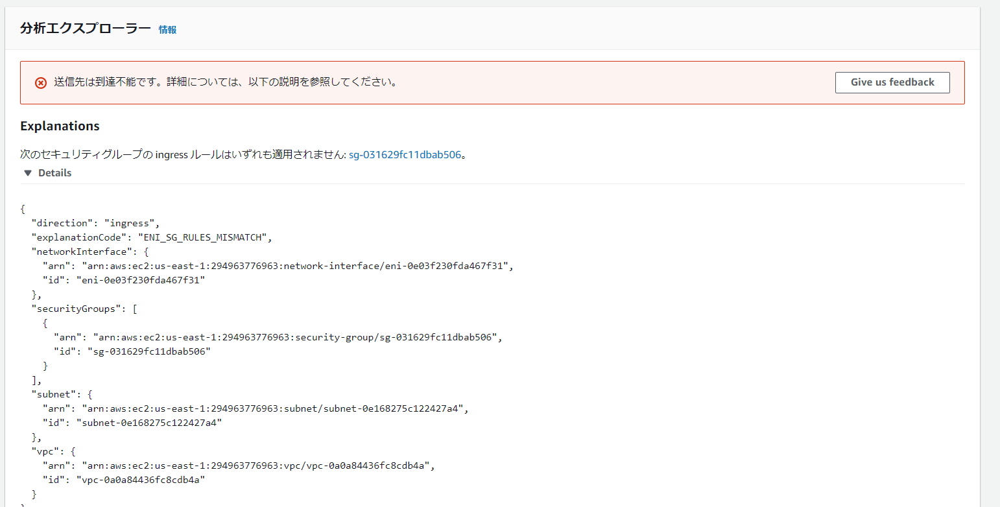 分析エクスプローラー 情報
送信先は到達不能です。詳細については、以下の説明を参照してください。 Give us feedback
Explanations
次のセキュリティグループの ingress ルールはいずれも適用されません: sg-031629fc11dbab506。
▼ Details
{
"direction": "ingress",
"explanationCode": "ENI_SG_RULES_MISMATCH",
"networkInterface": {
"arn": "arn:aws:ec2:us-east-1:294963776963:network-interface/eni-0e03f230fda467f31",
"id": "eni-0e03f230fda467f31"
},
"securityGroups": [
{
"arn": "arn:aws:ec2:us-east-1:294963776963:security-group/sg-031629fc11dbab506",
"id": "sg-031629fc11dbab506"
}
],
"subnet": {
"arn": "arn:aws:ec2:us-east-1:294963776963:subnet/subnet-0e168275c122427a4",
"id": "subnet-0e168275c122427a4"
},
"vpc": {
"arn": "arn:aws:ec2:us-east-1:294963776963:vpc/vpc-0a0a84436fc8cdb4a",
"id": "vpc-0a0a84436fc8cdb4a"
}
}